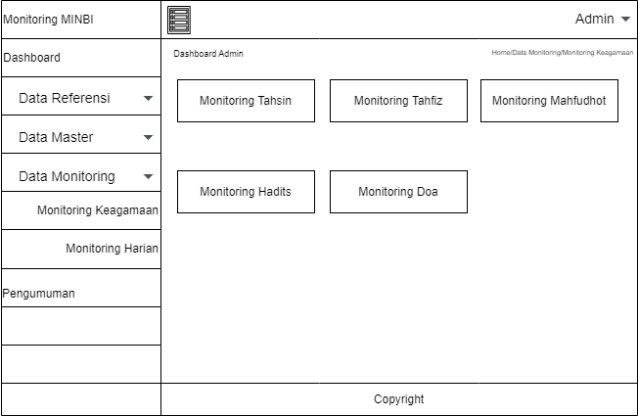 Monitoring MINBI
Admin
Dashboard
Dashboard Admin
Home/Data Monitoring/Monitoring Keagamaan
Data Referensi
Data Master
Data Monitoring
Monitoring Keagamaan
Monitoring Harian
Pengumuman
Monitoring Tahsin
Monitoring Tahfiz
Monitoring Mahfudhot
Monitoring Hadits
Monitoring Doa
Copyright